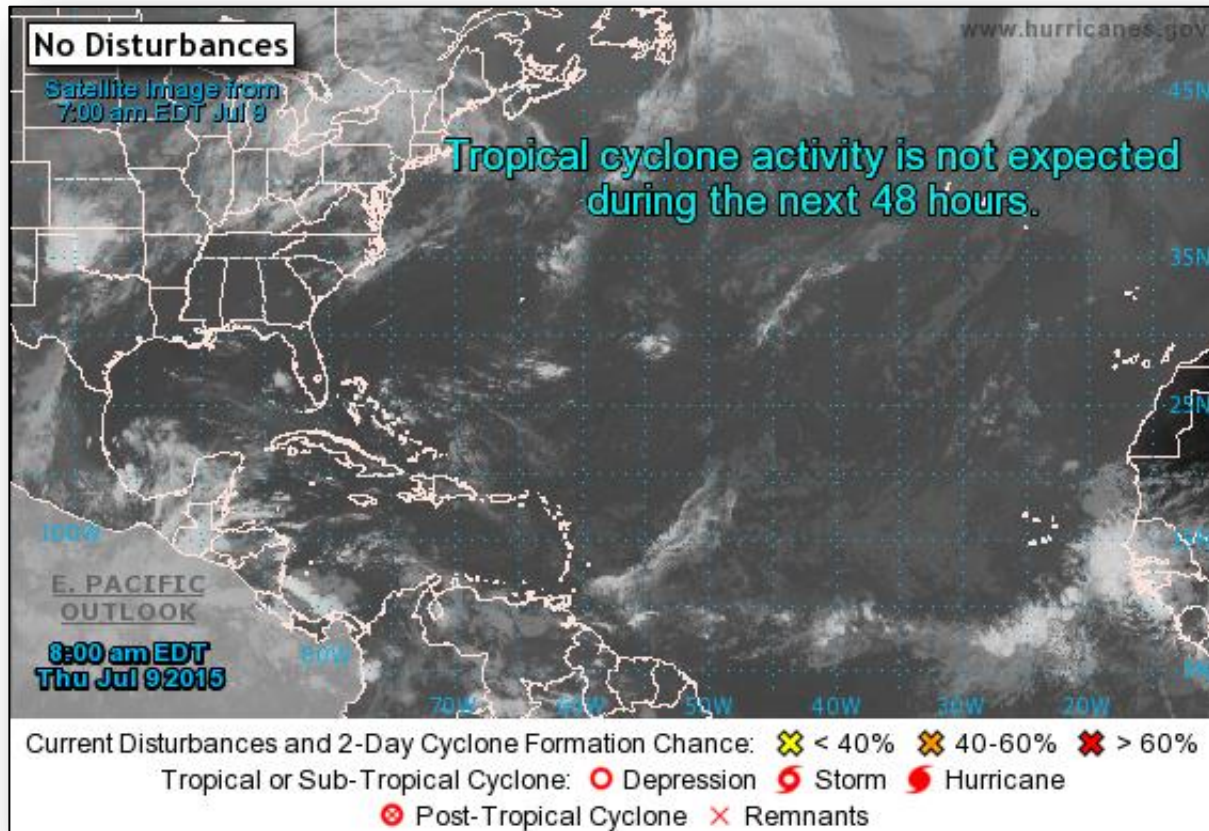 No Disturbances
www.hurricanes.gov
Satellite Image from
7:00 am EDT Jul 9
45N
Tropical cyclone activity is not expected
during the next 48 hours.
35N
25N
100W
15N
E. PACIFIC
OUTLOOK
8:00 am EDT
Thu Jul 9 2015
80W
70W
60W
50W
40W
30W
20W
Current Disturbances and 2-Day Cyclone Formation Chance: < 40% 40-60% > 60%
Tropical or Sub-Tropical Cyclone: Depression Storm Hurricane
Post-Tropical Cyclone Remnants